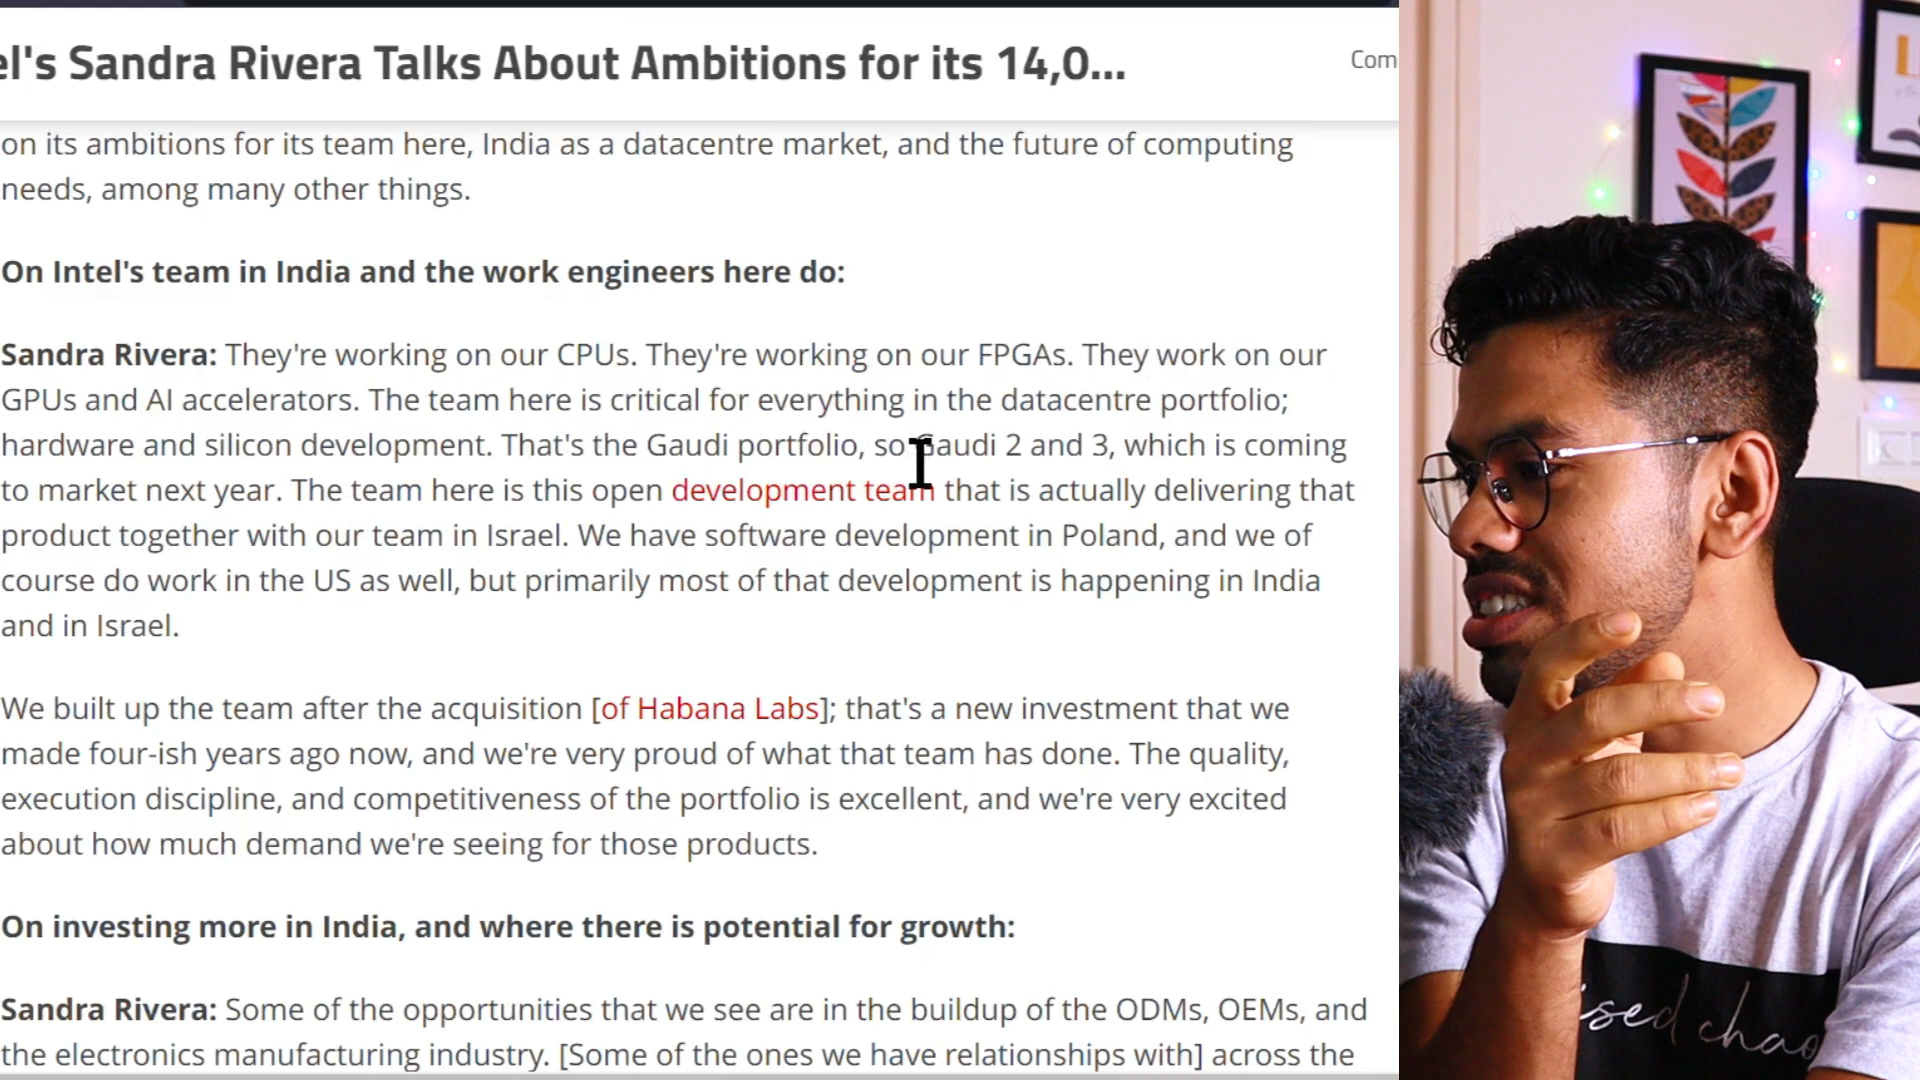 el's Sandra Rivera Talks About Ambitions for its 14,0...
Com
on its ambitions for its team here, India as a datacentre market, and the future of computing
needs, among many other things.
On Intel's team in India and the work engineers here do:
Sandra Rivera: They're working on our CPUs. They're working on our FPGAs. They work on our
GPUs and AI accelerators. The team here is critical for everything in the datacentre portfolio;
hardware and silicon development. That's the Gaudi portfolio, so Gaudi 2 and 3, which is coming
to market next year. The team here is this open development team that is actually delivering that
product together with our team in Israel. We have software development in Poland, and we of
course do work in the US as well, but primarily most of that development is happening in India
and in Israel.
We built up the team after the acquisition [of Habana Labs]; that's a new investment that we
made four-ish years ago now, and we're very proud of what that team has done. The quality,
execution discipline, and competitiveness of the portfolio is excellent, and we're very excited
about how much demand we're seeing for those products.
On investing more in India, and where there is potential for growth:
Sandra Rivera: Some of the opportunities that we see are in the buildup of the ODMs, OEMs, and
the electronics manufacturing industry. [Some of the ones we have relationships with] across the
ised chao